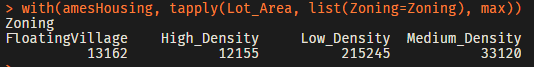 > with(amesHousing, tapply(Lot_Area, list(Zoning=Zoning), max))
Zoning
FloatingVillage    High_Density     Low_Density  Medium_Density
          13162           12155          215245           33120